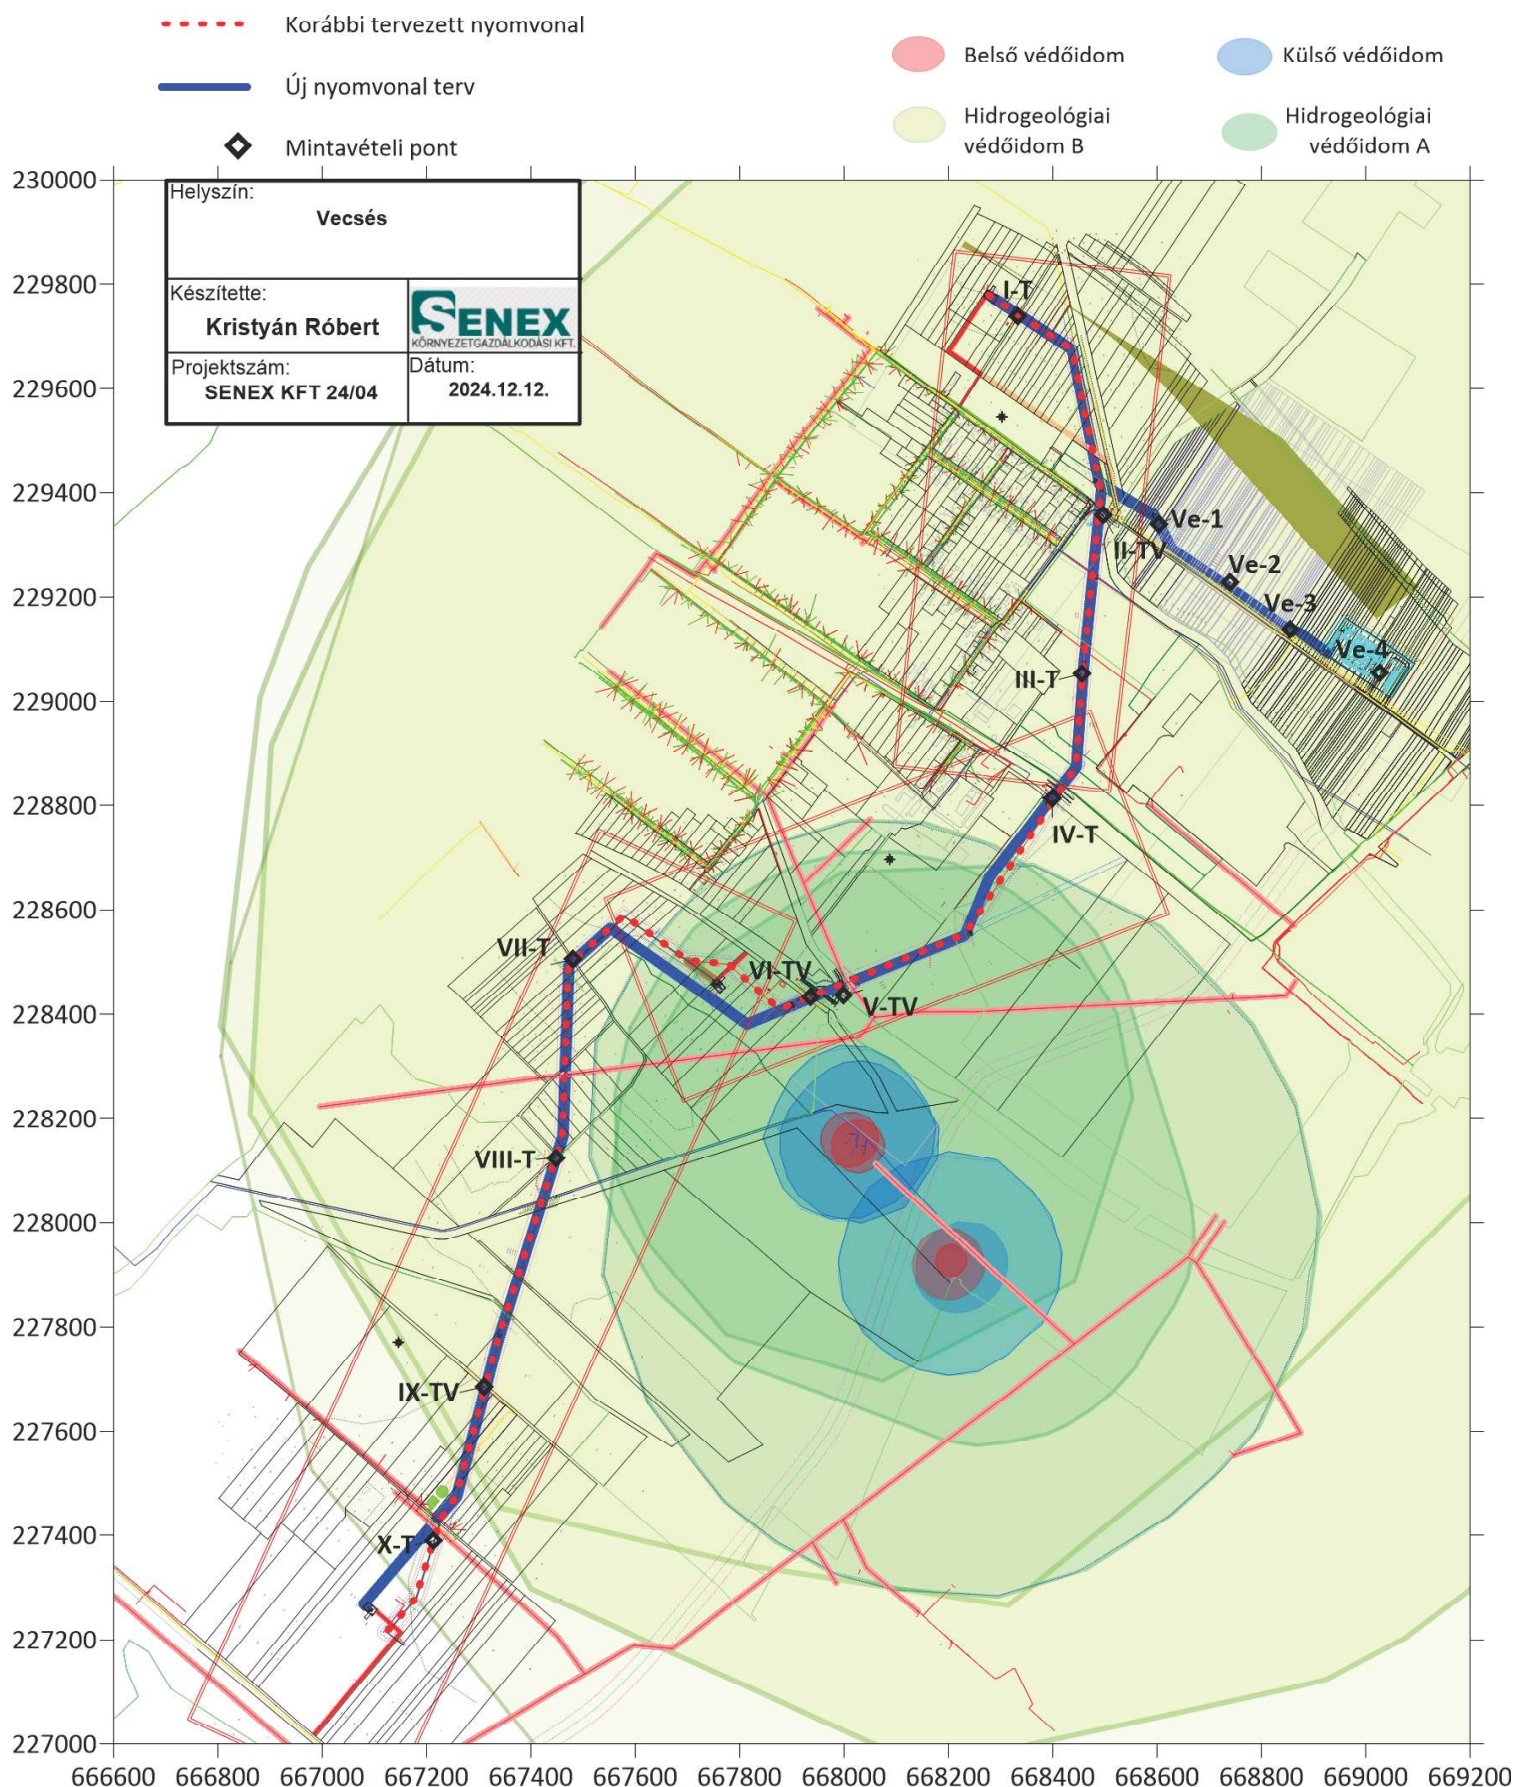 Korábbi tervezett nyomvonal
Új nyomvonal terv
Mintavételi pont
Belső védőidom
Külső védőidom
Hidrogeológiai
védőidom B
Hidrogeológiai
védőidom A
Helyszín:
Vecsés
Készítette:
Kristyán Róbert
SENEX
KÖRNYEZETGAZDÁLKODÁSI KFT.
Projektszám:
SENEX KFT 24/04
Dátum:
2024.12.12.
230000
229800
229600
229400
229200
229000
228800
228600
228400
228200
228000
227800
227600
227400
227200
227000
I-T
Ve-1
II-TV
Ve-2
Ve-3
Ve-4
III-T
IV-T
VII-T
VI-TV
V-TV
VIII-T
IX-TV
X-T
666600 666800 667000 667200 667400 667600 667800 668000 668200 668400 668600 668800 669000 669200